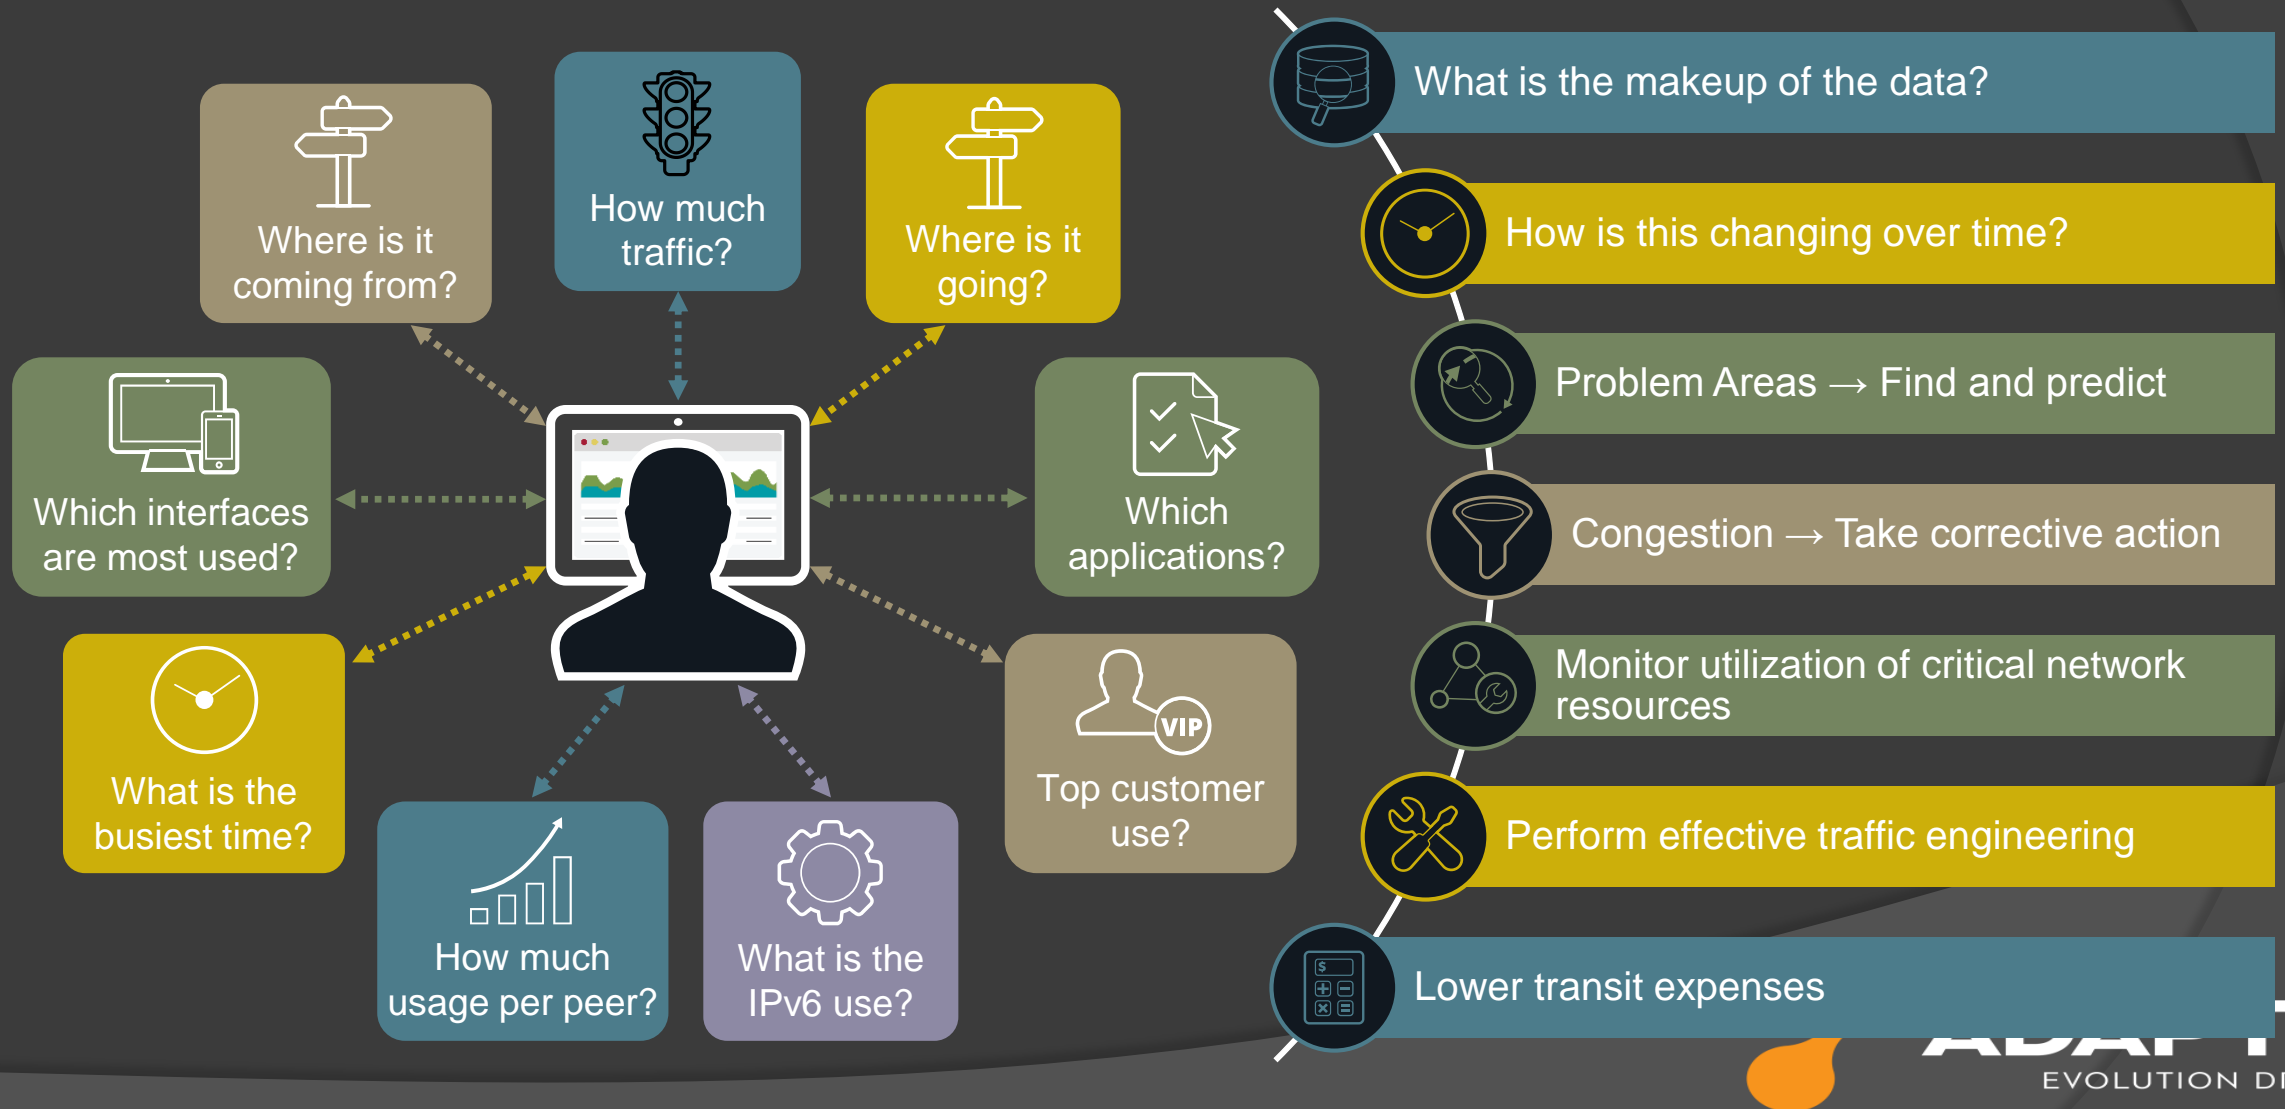 Where is it
coming from?
How much
traffic?
Where is it
going?
Which interfaces
are most used?
Which
applications?
What is the
busiest time?
VIP
Top customer
use?
How much
usage per peer?
What is the
IPv6 use?
What is the makeup of the data?
How is this changing over time?
Problem Areas → Find and predict
Congestion → Take corrective action
Monitor utilization of critical network
resources
Perform effective traffic engineering
$
Lower transit expenses
EVOLUTION